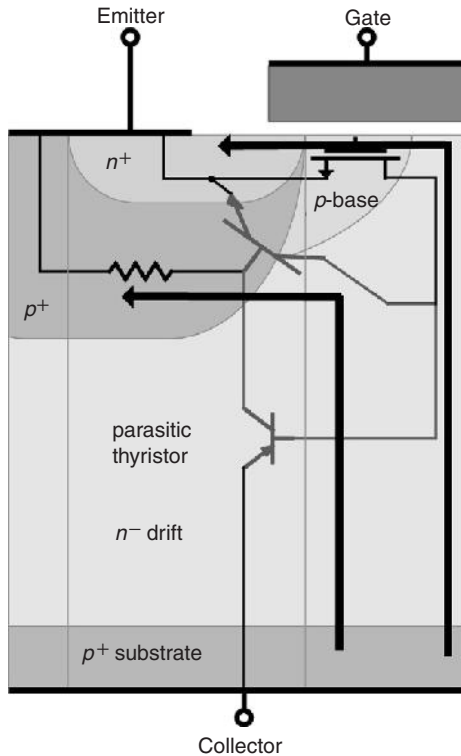 Emitter
Gate
n+
p-base
p+
parasitic
thyristor
n− drift
p+ substrate
Collector